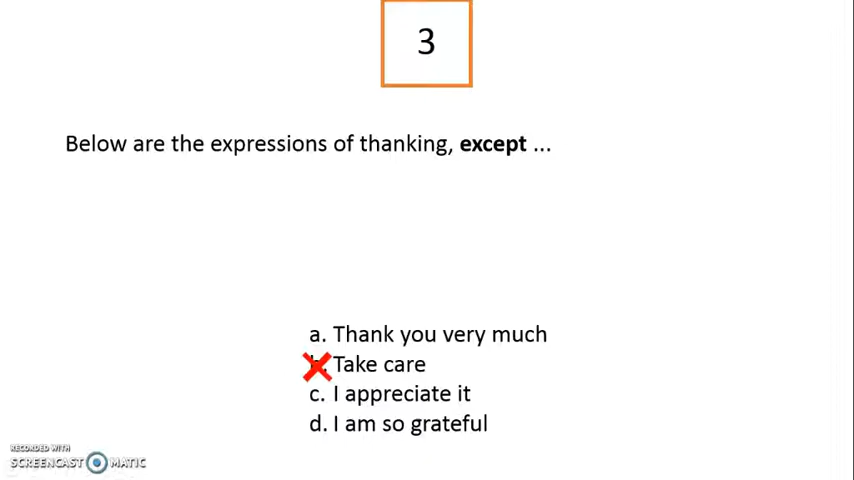 3
Below are the expressions of thanking, except ...
a. Thank you very much
b. Take care
c. I appreciate it
d. I am so grateful
RECORDED WITH
SCREENCAST MATIC